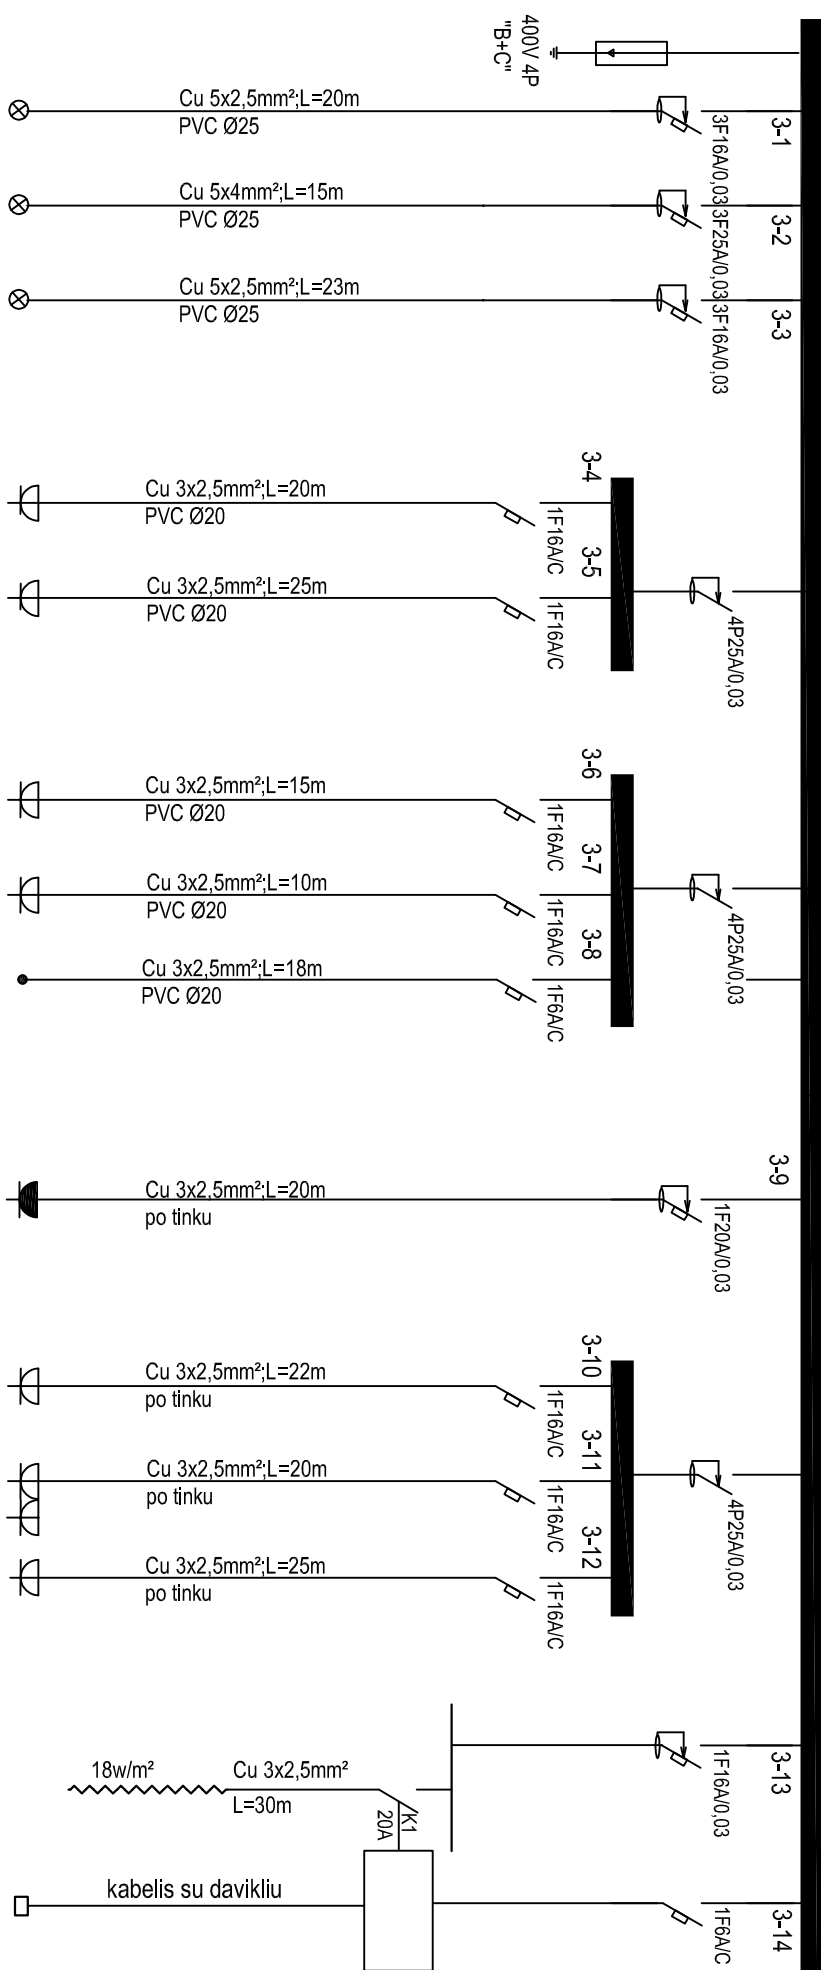 400V 4P
"B+C"
3-1
3F16A/0,03
Cu 5x2,5mm²;L=20m
PVC Ø25
3-2
3F25A/0,03
Cu 5x4mm²;L=15m
PVC Ø25
3-3
3F16A/0,03
Cu 5x2,5mm²;L=23m
PVC Ø25
3-4
1F16A/C
Cu 3x2,5mm²;L=20m
PVC Ø20
3-5
1F16A/C
Cu 3x2,5mm²;L=25m
PVC Ø20
4P25A/0,03
3-6
1F16A/C
Cu 3x2,5mm²;L=15m
PVC Ø20
3-7
1F16A/C
Cu 3x2,5mm²;L=10m
PVC Ø20
4P25A/0,03
3-8
1F6A/C
Cu 3x2,5mm²;L=18m
PVC Ø20
3-9
1F20A/0,03
Cu 3x2,5mm²;L=20m
po tinku
3-10
1F16A/C
Cu 3x2,5mm²;L=22m
po tinku
3-11
1F16A/C
Cu 3x2,5mm²;L=20m
po tinku
4P25A/0,03
3-12
1F16A/C
Cu 3x2,5mm²;L=25m
po tinku
3-13
1F16A/0,03
18w/m²
Cu 3x2,5mm²
L=30m
K1
20A
3-14
1F6A/C
kabelis su davikliu